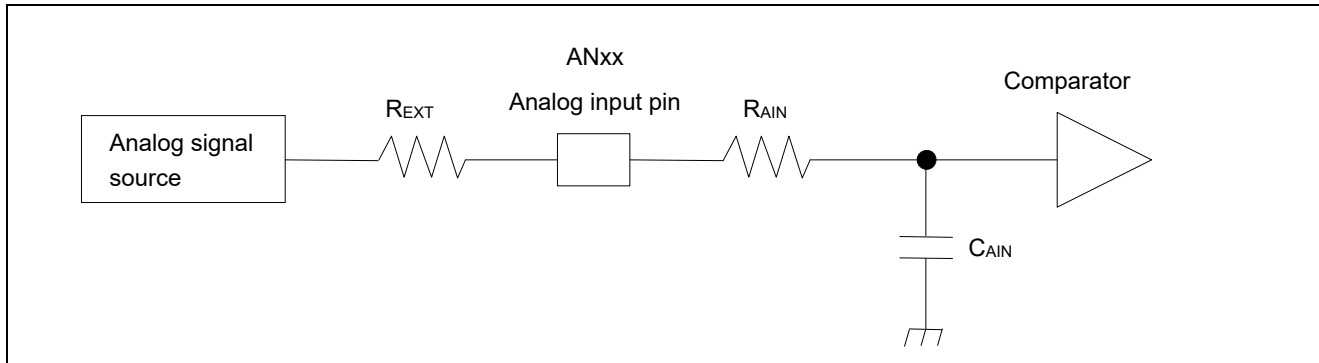 ANxx
Analog input pin
Comparator
REXT
RAIN
Analog signal
source
CAIN